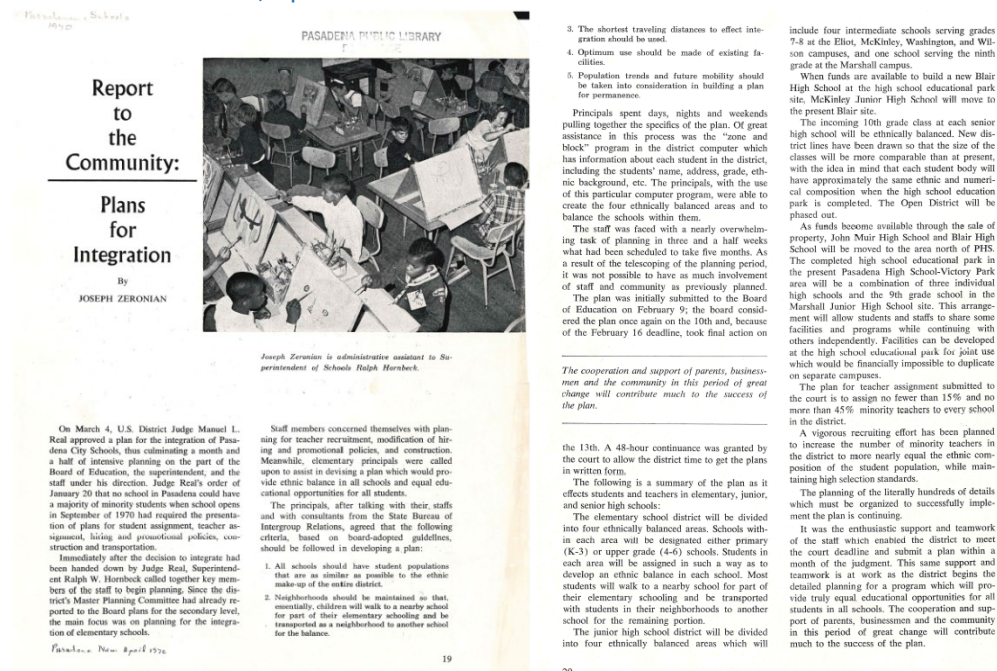 Pasadena, Schools
1970
PASADENA PUBLIC LIBRARY
Report
to
the
Community:
Plans
for
Integration
By
JOSEPH ZERONIAN
Joseph Zeronian is administrative assistant to Su-
perintendent of Schools Ralph Hornbeck.
On March 4, U.S. District Judge Manuel L.
Real approved a plan for the integration of Pasa-
dena City Schools, thus culminating a month and
a half of intensive planning on the part of the
Board of Education, the superintendent, and the
staff under his direction. Judge Real's order of
January 20 that no school in Pasadena could have
a majority of minority students when school opens
in September of 1970 had required the presenta-
tion of plans for student assignment, teacher as-
signment, hiring and promotional policies, con-
struction and transportation.
Immediately after the decision to integrate had
been handed down by Judge Real, Superintend-
ent Ralph W. Hornbeck called together key mem-
bers of the staff to begin planning. Since the dis-
trict's Master Planning Committee had already re-
ported to the Board plans for the secondary level,
the main focus was on planning for the integra-
tion of elementary schools.
Pasadena Now April 1970
Staff members concerned themselves with plan-
ning for teacher recruitment, modification of hir-
ing and promotional policies, and construction.
Meanwhile, elementary principals were called
upon to assist in devising a plan which would pro-
vide ethnic balance in all schools and equal edu-
cational opportunities for all students.
The principals, after talking with their staffs
and with consultants from the State Bureau of
Intergroup Relations, agreed that the following
criteria, based on board-adopted guidelines,
should be followed in developing a plan:
1. All schools should have student populations
that are as similar as possible to the ethnic
make-up of the entire district.
2. Neighborhoods should be maintained so that,
essentially, children will walk to a nearby school
for part of their elementary schooling and be
transported as a neighborhood to another school
for the balance.
19
3. The shortest traveling distances to effect inte-
gration should be used.
4. Optimum use should be made of existing fa-
cilities.
5. Population trends and future mobility should
be taken into consideration in building a plan
for permanence.
Principals spent days, nights and weekends
pulling together the specifics of the plan. Of great
assistance in this process was the "zone and
block" program in the district computer which
has information about each student in the district,
including the students' name, address, grade, eth-
nic background, etc. The principals, with the use
of this particular computer program, were able to
create the four ethnically balanced areas and to
balance the schools within them.
The staff was faced with a nearly overwhelm-
ing task of planning in three and a half weeks
what had been scheduled to take five months. As
a result of the telescoping of the planning period,
it was not possible to have as much involvement
of staff and community as previously planned.
The plan was initially submitted to the Board
of Education on February 9; the board consid-
ered the plan once again on the 10th and, because
of the February 16 deadline, took final action on
The cooperation and support of parents, business-
men and the community in this period of great
change will contribute much to the success of
the plan.
the 13th. A 48-hour continuance was granted by
the court to allow the district time to get the plans
in written form.
The following is a summary of the plan as it
effects students and teachers in elementary, junior,
and senior high schools:
The elementary school district will be divided
into four ethnically balanced areas. Schools with-
in each area will be designated either primary
(K-3) or upper grade (4-6) schools. Students in
each area will be assigned in such a way as to
develop an ethnic balance in each school. Most
students will walk to a nearby school for part of
their elementary schooling and be transported
with students in their neighborhoods to another
school for the remaining portion.
The junior high school district will be divided
into four ethnically balanced areas which will
include four intermediate schools serving grades
7-8 at the Eliot, McKinley, Washington, and Wil-
son campuses, and one school serving the ninth
grade at the Marshall campus.
When funds are available to build a new Blair
High School at the high school educational park
site, McKinley Junior High School will move to
the present Blair site.
The incoming 10th grade class at each senior
high school will be ethnically balanced. New dis-
trict lines have been drawn so that the size of the
classes will be more comparable than at present,
with the idea in mind that each student body will
have approximately the same ethnic and numeri-
cal composition when the high school education
park is completed. The Open District will be
phased out.
As funds become available through the sale of
property, John Muir High School and Blair High
School will be moved to the area north of PHS.
The completed high school educational park in
the present Pasadena High School-Victory Park
area will be a combination of three individual
high schools and the 9th grade school in the
Marshall Junior High School site. This arrange-
ment will allow students and staffs to share some
facilities and programs while continuing with
others independently. Facilities can be developed
at the high school educational park for joint use
which would be financially impossible to duplicate
on separate campuses.
The plan for teacher assignment submitted to
the court is to assign no fewer than 15% and no
more than 45% minority teachers to every school
in the district.
A vigorous recruiting effort has been planned
to increase the number of minority teachers in
the district to more nearly equal the ethnic com-
position of the student population, while main-
taining high selection standards.
The planning of the literally hundreds of details
which must be organized to successfully imple-
ment the plan is continuing.
It was the enthusiastic support and teamwork
of the staff which enabled the district to meet
the court deadline and submit a plan within a
month of the judgment. This same support and
teamwork is at work as the district begins the
detailed planning for a program which will pro-
vide truly equal educational opportunities for all
students in all schools. The cooperation and sup-
port of parents, businessmen and the community
in this period of great change will contribute
much to the success of the plan.